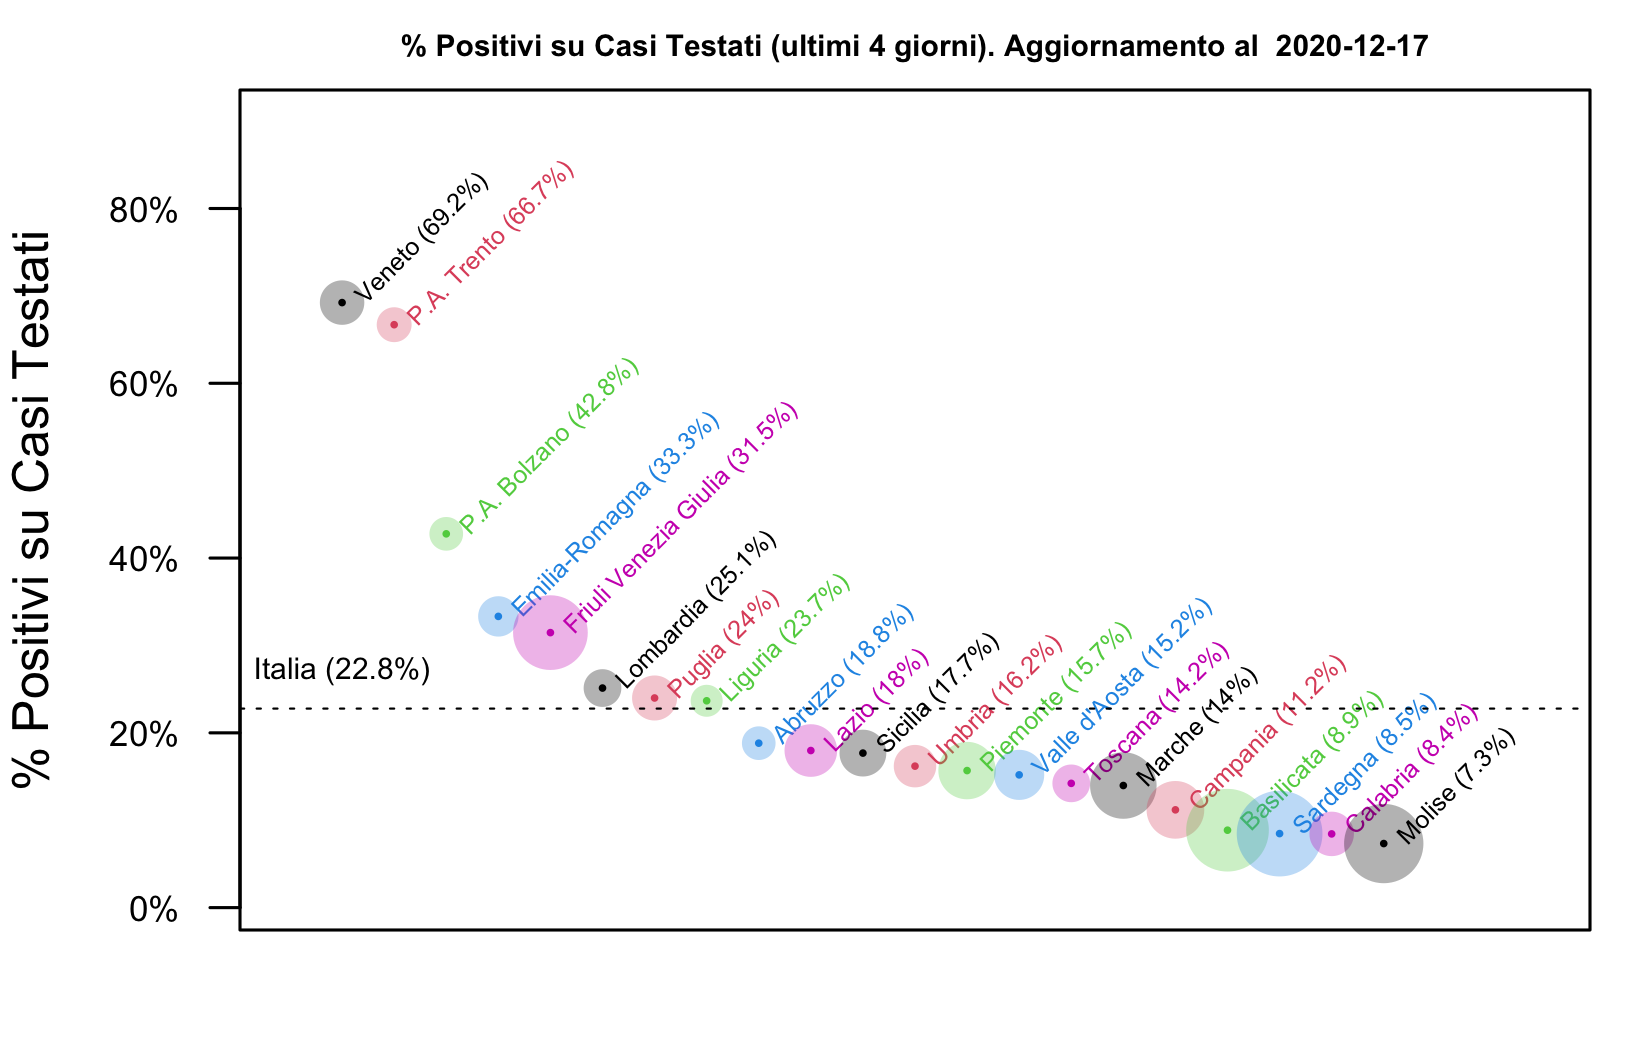 % Positivi su Casi Testati (ultimi 4 giorni). Aggiornamento al  2020-12-17
% Positivi su Casi Testati
80%
60%
40%
20%
0%
Italia (22.8%)
Veneto (69.2%)
P.A. Trento (66.7%)
P.A. Bolzano (42.8%)
Emilia-Romagna (33.3%)
Friuli Venezia Giulia (31.5%)
Lombardia (25.1%)
Puglia (24%)
Liguria (23.7%)
Abruzzo (18.8%)
Lazio (18%)
Sicilia (17.7%)
Umbria (16.2%)
Piemonte (15.7%)
Valle d'Aosta (15.2%)
Toscana (14.2%)
Marche (14%)
Campania (11.2%)
Basilicata (8.9%)
Sardegna (8.5%)
Calabria (8.4%)
Molise (7.3%)